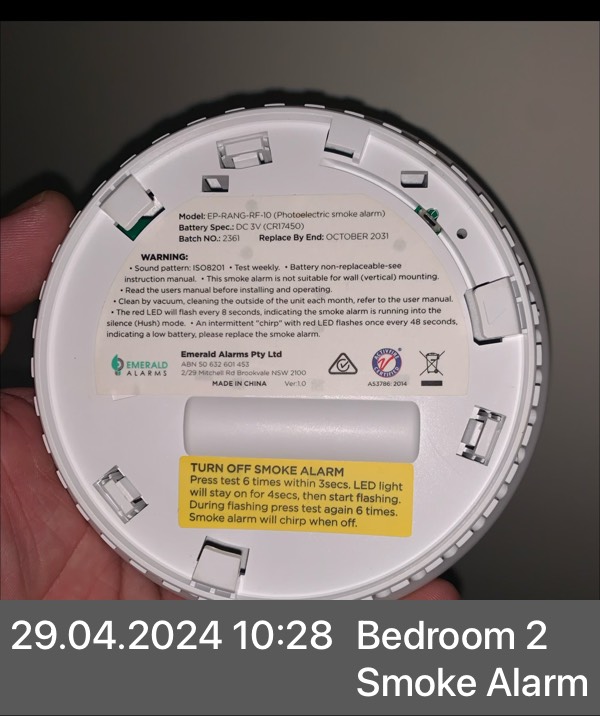 Model: EP-RANG-RF-10 (Photoelectric smoke alarm)
Battery Spec.: DC 3V (CR17450)
Batch NO.: 2361 Replace By End: OCTOBER 2031
WARNING:
• Sound pattern: ISO8201 • Test weekly. • Battery non-replaceable-see
instruction manual. • This smoke alarm is not suitable for wall (vertical) mounting.
• Read the users manual before installing and operating.
• Clean by vacuum, cleaning the outside of the unit each month, refer to the user manual.
• The red LED will flash every 8 seconds, indicating the smoke alarm is running into the
silence (Hush) mode. • An intermittent "chirp" with red LED flashes once every 48 seconds,
indicating a low battery, please replace the smoke alarm.
EMERALD
ALARMS
Emerald Alarms Pty Ltd
ABN 50 632 601 453
2/29 Mitchell Rd Brookvale NSW 2100
MADE IN CHINA Ver:1.0
AS3786: 2014
TURN OFF SMOKE ALARM
Press test 6 times within 3secs, LED light
will stay on for 4secs, then start flashing.
During flashing press test again 6 times.
Smoke alarm will chirp when off.
29.04.2024 10:28 Bedroom 2
Smoke Alarm